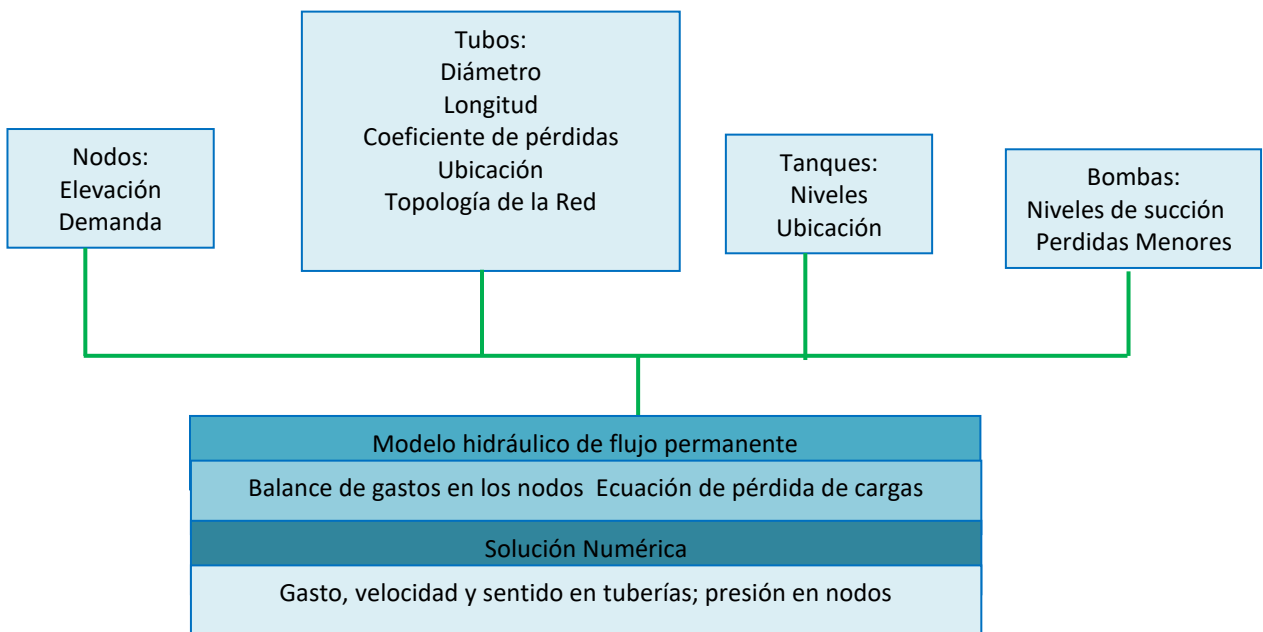 Nodos:
Elevación
Demanda
Tubos:
Diámetro
Longitud
Coeficiente de pérdidas
Ubicación
Topología de la Red
Tanques:
Niveles
Ubicación
Bombas:
Niveles de succión
Perdidas Menores
Modelo hidráulico de flujo permanente
Balance de gastos en los nodos  Ecuación de pérdida de cargas
Solución Numérica
Gasto, velocidad y sentido en tuberías; presión en nodos